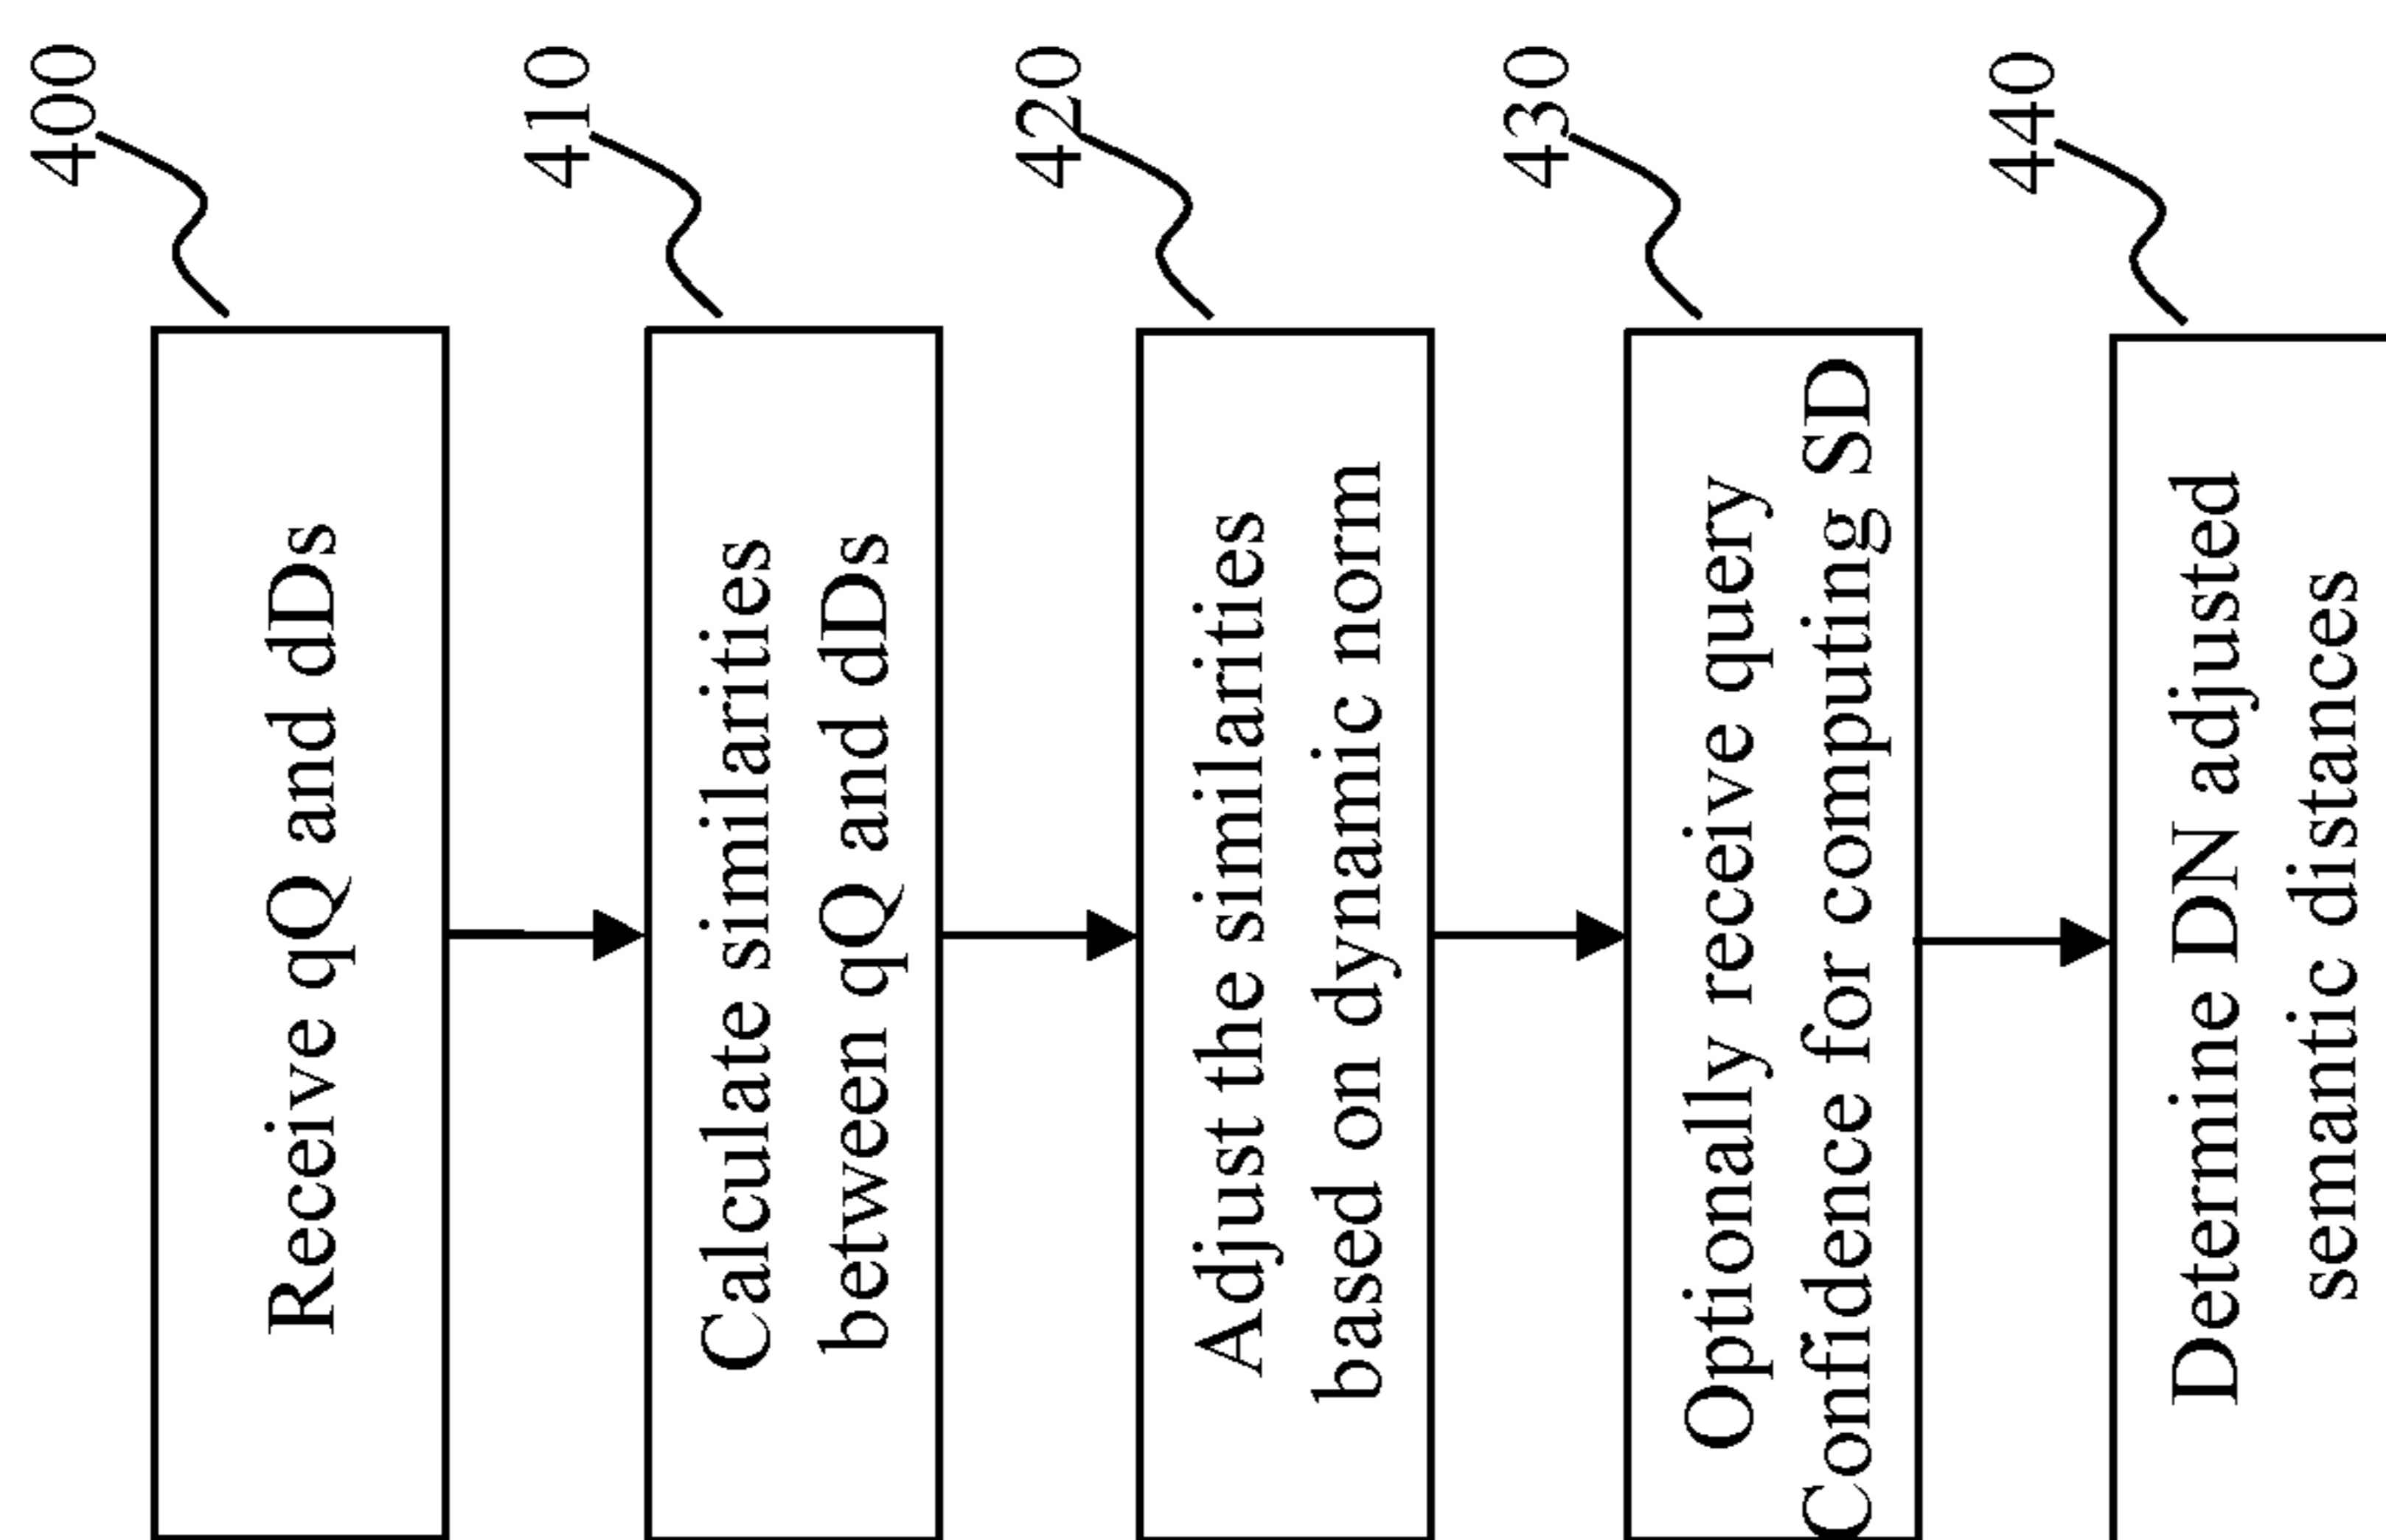 400
Receive qQ and dDs
410
Calculate similarities
between qQ and dDs
420
Adjust the similarities
based on dynamic norm
430
Optionally receive query
Confidence for computing SD
440
Determine DN adjusted
semantic distances